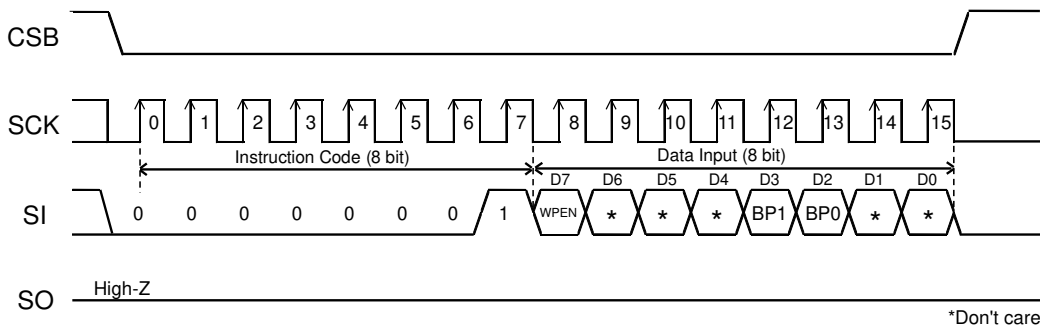 CSB
SCK
0 1 2 3 4 5 6 7 8 9 10 11 12 13 14 15
Instruction Code (8 bit) Data Input (8 bit)
D7 D6 D5 D4 D3 D2 D1 D0
SI 0 0 0 0 0 0 0 1 WPEN * * * BP1 BP0 * *
High-Z
SO
*Don't care